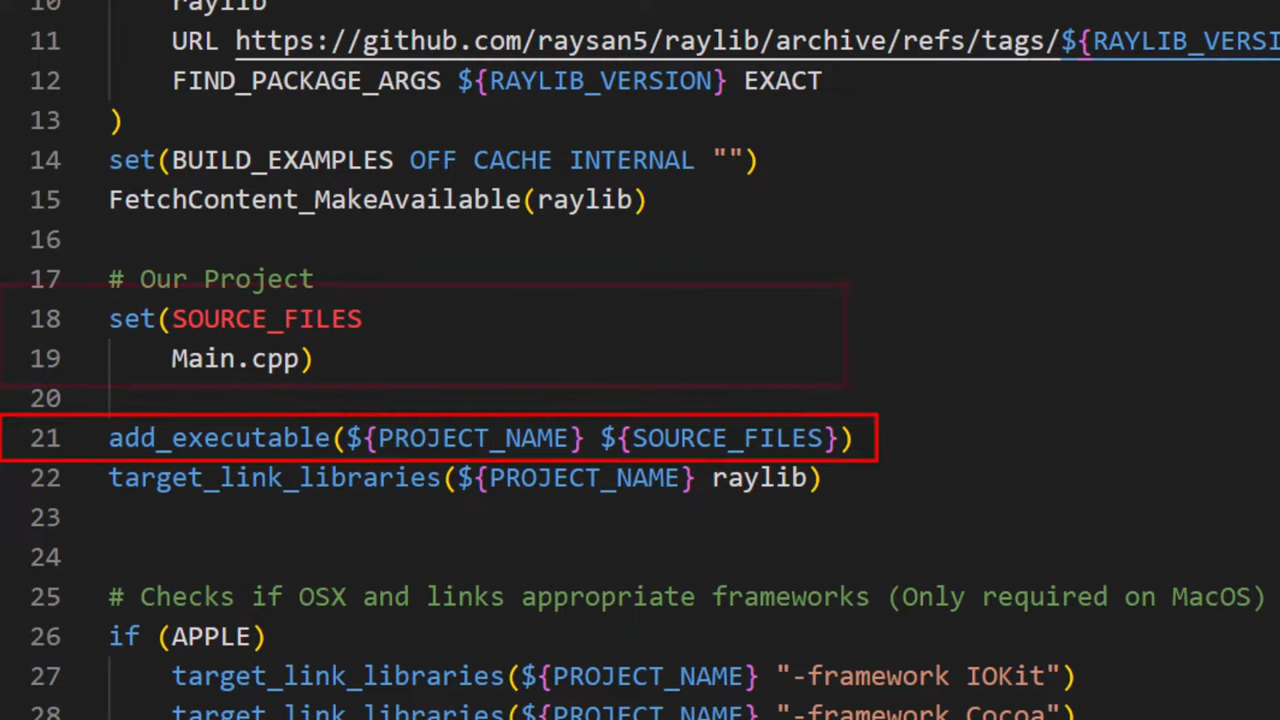 10 raylib
11 URL https://github.com/raysan5/raylib/archive/refs/tags/${RAYLIB_VERSI
12 FIND_PACKAGE_ARGS ${RAYLIB_VERSION} EXACT
13 )
14 set(BUILD_EXAMPLES OFF CACHE INTERNAL "")
15 FetchContent_MakeAvailable(raylib)
16
17 # Our Project
18 set(SOURCE_FILES
19 Main.cpp)
20
21 add_executable(${PROJECT_NAME} ${SOURCE_FILES})
22 target_link_libraries(${PROJECT_NAME} raylib)
23
24
25 # Checks if OSX and links appropriate frameworks (Only required on MacOS)
26 if (APPLE)
27 target_link_libraries(${PROJECT_NAME} "-framework IOKit")
28 target_link_libraries(${PROJECT_NAME} "-framework Cocoa")